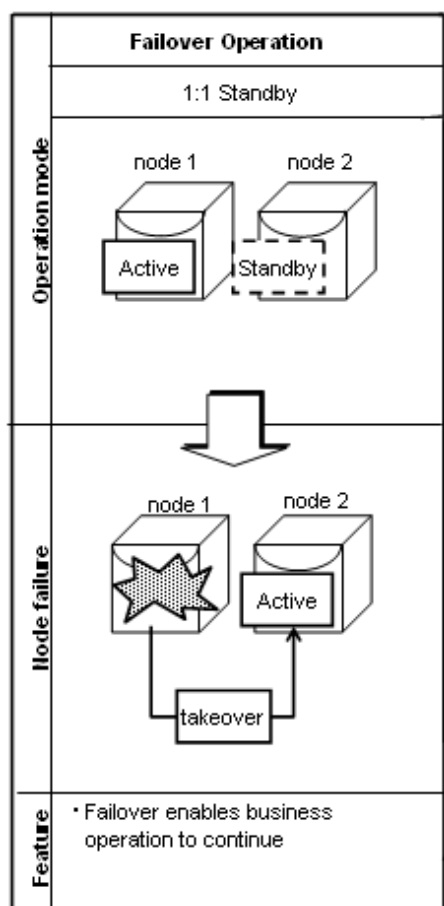 Failover Operation
1:1 Standby
Operation mode
node 1
node 2
Active
Standby
Node failure
node 1
node 2
Active
takeover
Feature
・Failover enables business
operation to continue